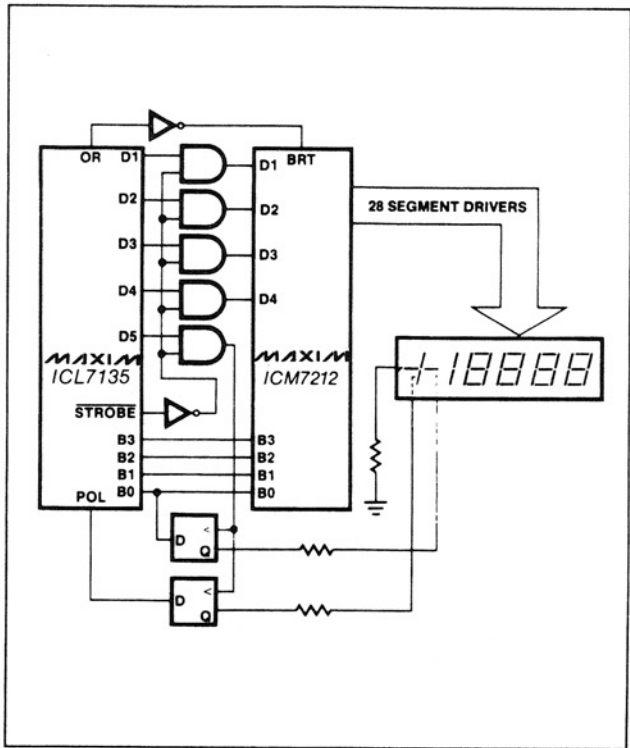 OR
D1
D1
BRT
D2
D2
28 SEGMENT DRIVERS
D3
D3
D4
D4
D5
MAXIM
ICL7135
MAXIM
ICM7212
+18888
STROBE
B3
B3
B2
B2
B1
B1
B0
B0
POL
D
<
Q
D
<
Q